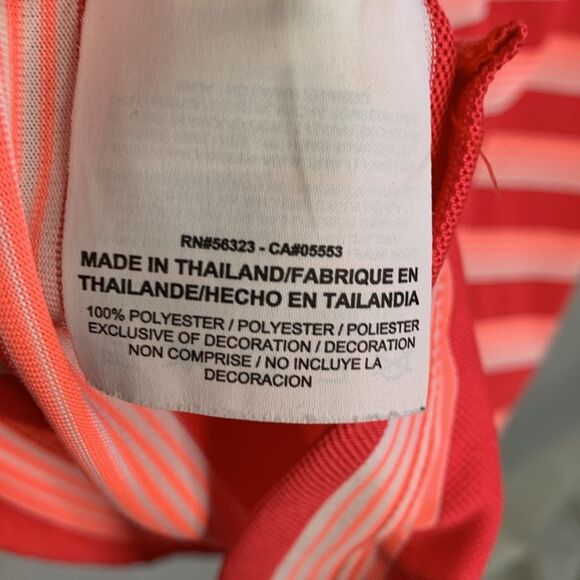 RN#56323 - CA#05553
MADE IN THAILAND/FABRIQUE EN
THAILANDE/HECHO EN TAILANDIA
100% POLYESTER / POLYESTER / POLIESTER
EXCLUSIVE OF DECORATION / DECORATION
NON COMPRISE / NO INCLUYE LA
DECORACION